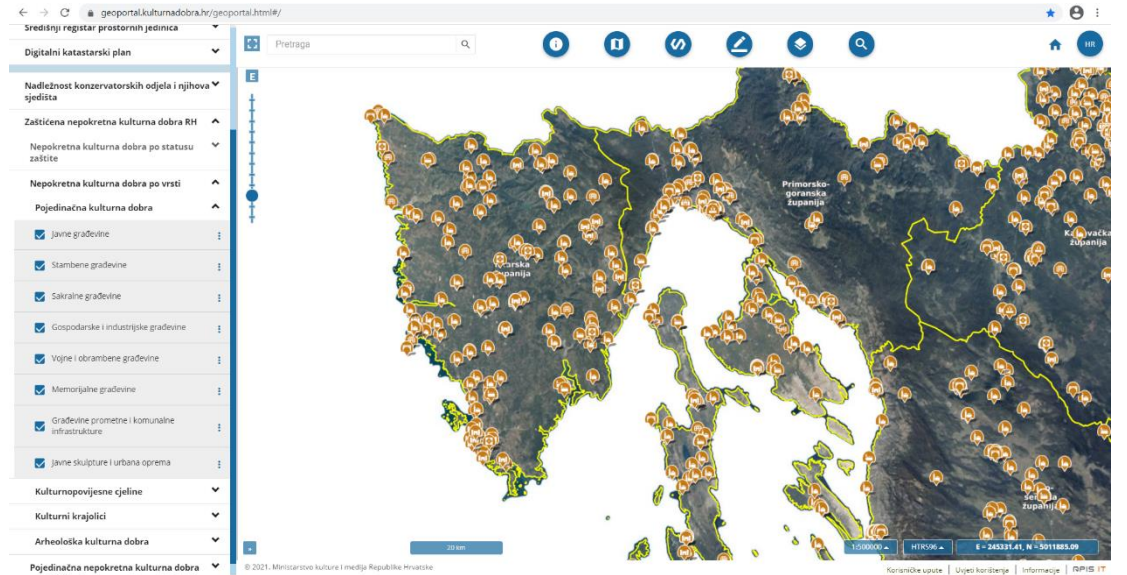 geoportal.kulturnadobra.hr/geoportal.html#/
Središnji registar prostornih jedinica
Digitalni katastarski plan
Nadležnost konzervatorskih odjela i njihova
sjedišta
Zaštićena nepokretna kulturna dobra RH
Nepokretna kulturna dobra po statusu
zaštite
Nepokretna kulturna dobra po vrsti
Pojedinačna kulturna dobra
Javne građevine
Stambene građevine
Sakralne građevine
Gospodarske i industrijske građevine
Vojne i obrambene građevine
Memorijalne građevine
Građevine prometne i komunalne
infrastrukture
Javne skulpture i urbana oprema
Kulturnopovijesne cjeline
Kulturni krajolici
Arheološka kulturna dobra
Pojedinačna nepokretna kulturna dobra
Pretraga
HR
E
Primorsko-
goranska
županija
županija
20 km
1:500000
HTRS96
E = 245331.41, N = 5011885.09
© 2021. Ministarstvo kulture i medija Republike Hrvatske
Korisničke upute | Uvjeti korištenja | Informacije | RPIS IT